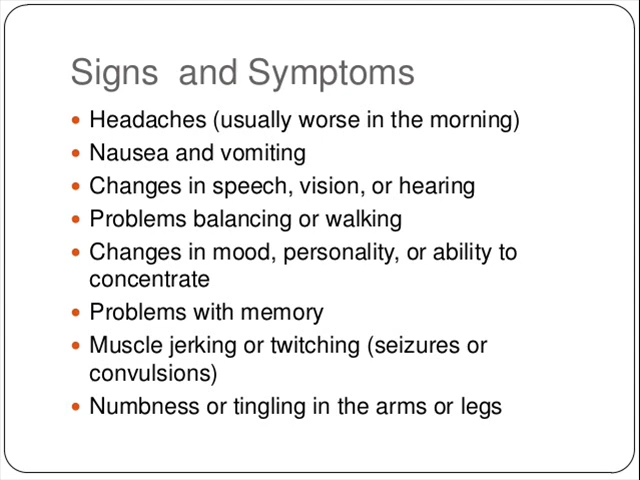 Signs  and Symptoms
• Headaches (usually worse in the morning)
• Nausea and vomiting
• Changes in speech, vision, or hearing
• Problems balancing or walking
• Changes in mood, personality, or ability to
concentrate
• Problems with memory
• Muscle jerking or twitching (seizures or
convulsions)
• Numbness or tingling in the arms or legs